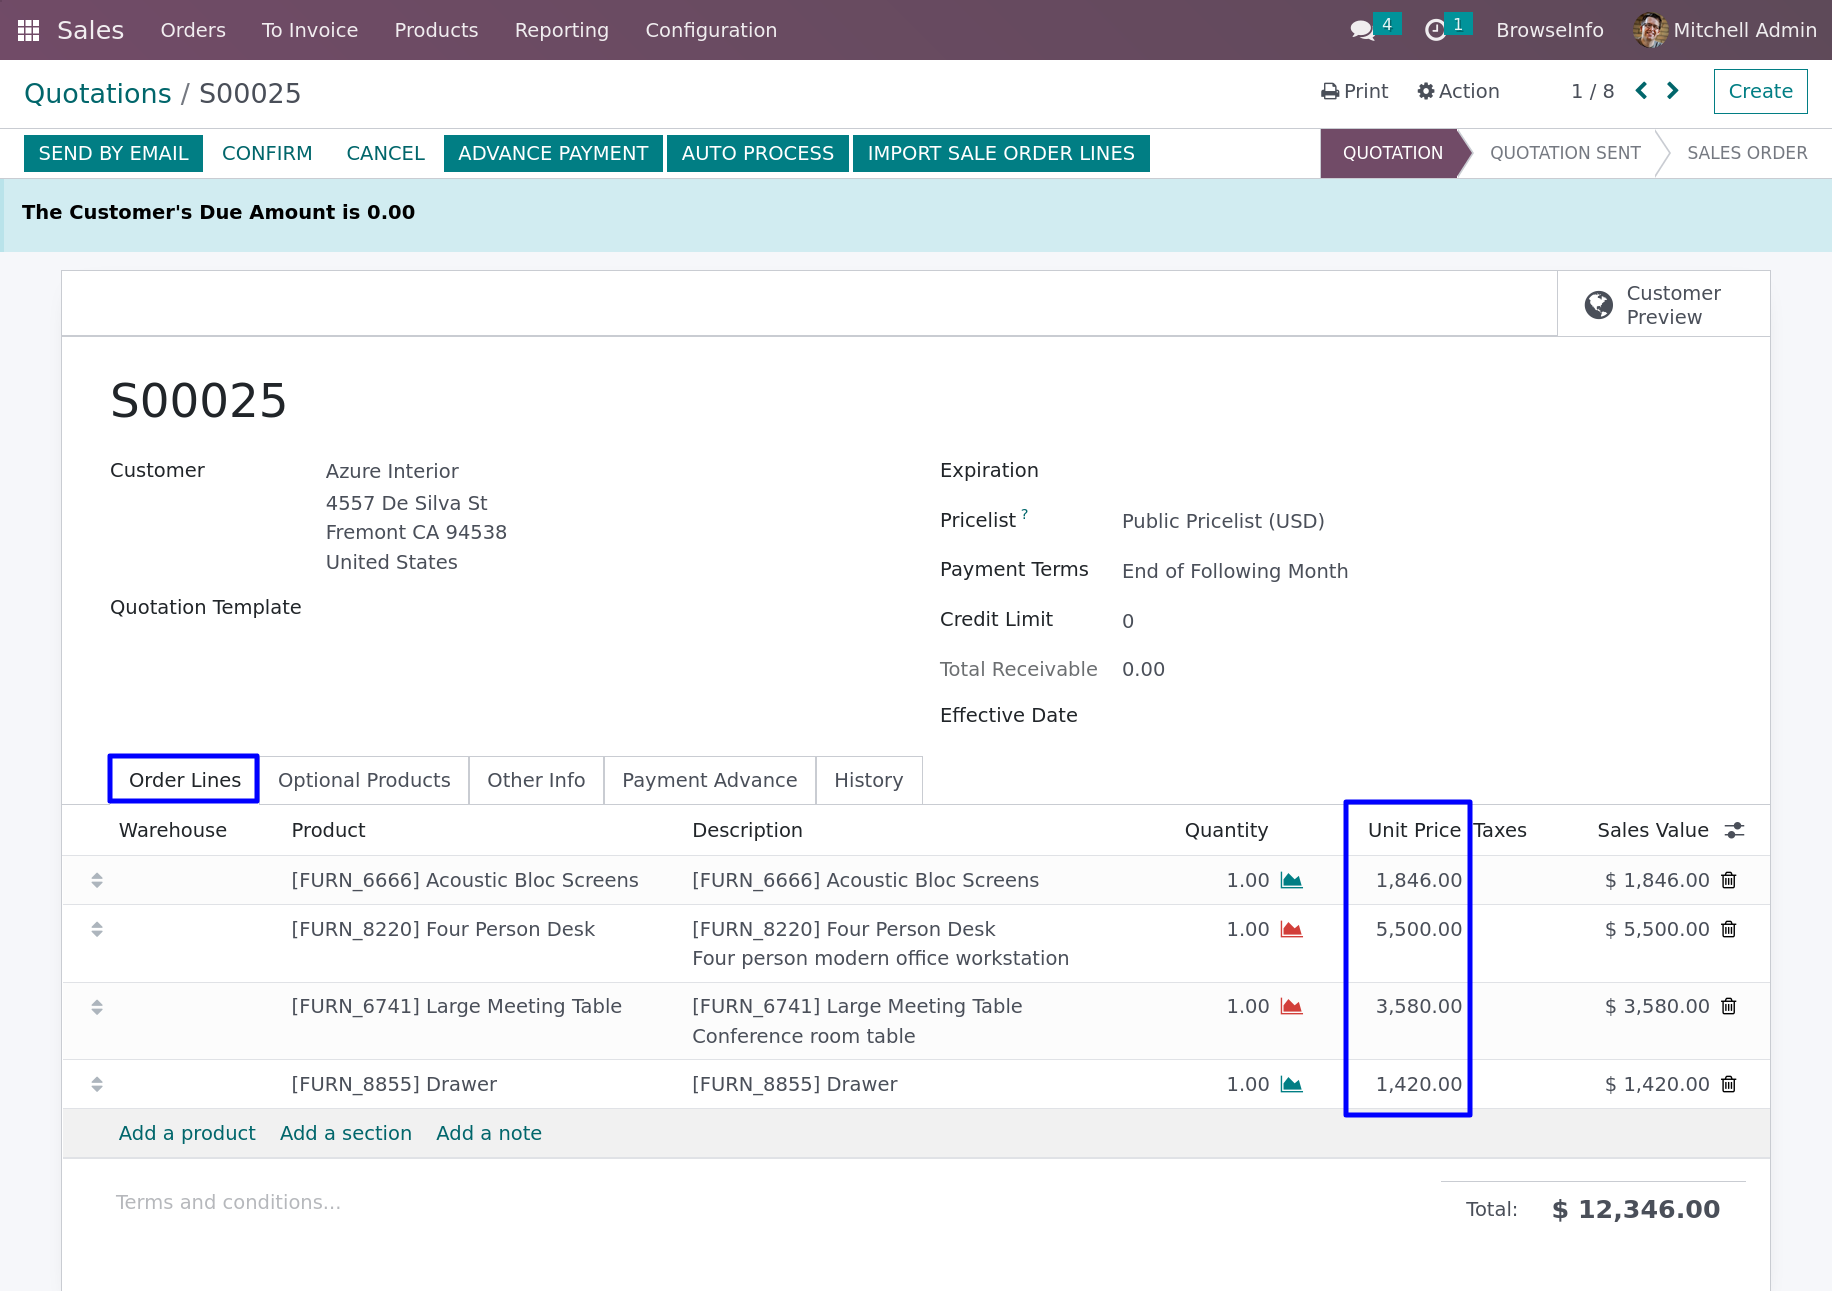 Sales Orders To Invoice Products Reporting Configuration 4 1 BrowseInfo Mitchell Admin
Quotations / S00025 Print Action 1 / 8 Create
SEND BY EMAIL CONFIRM CANCEL ADVANCE PAYMENT AUTO PROCESS IMPORT SALE ORDER LINES QUOTATION QUOTATION SENT SALES ORDER
The Customer's Due Amount is 0.00
Customer
Preview
S00025
Customer Azure Interior
4557 De Silva St
Fremont CA 94538
United States
Quotation Template
Expiration
Pricelist ? Public Pricelist (USD)
Payment Terms End of Following Month
Credit Limit 0
Total Receivable 0.00
Effective Date
Order Lines Optional Products Other Info Payment Advance History
Warehouse Product Description Quantity Unit Price Taxes Sales Value
[FURN_6666] Acoustic Bloc Screens [FURN_6666] Acoustic Bloc Screens 1.00 1,846.00 $ 1,846.00
[FURN_8220] Four Person Desk [FURN_8220] Four Person Desk 1.00 5,500.00 $ 5,500.00
Four person modern office workstation
[FURN_6741] Large Meeting Table [FURN_6741] Large Meeting Table 1.00 3,580.00 $ 3,580.00
Conference room table
[FURN_8855] Drawer [FURN_8855] Drawer 1.00 1,420.00 $ 1,420.00
Add a product Add a section Add a note
Terms and conditions...
Total: $ 12,346.00